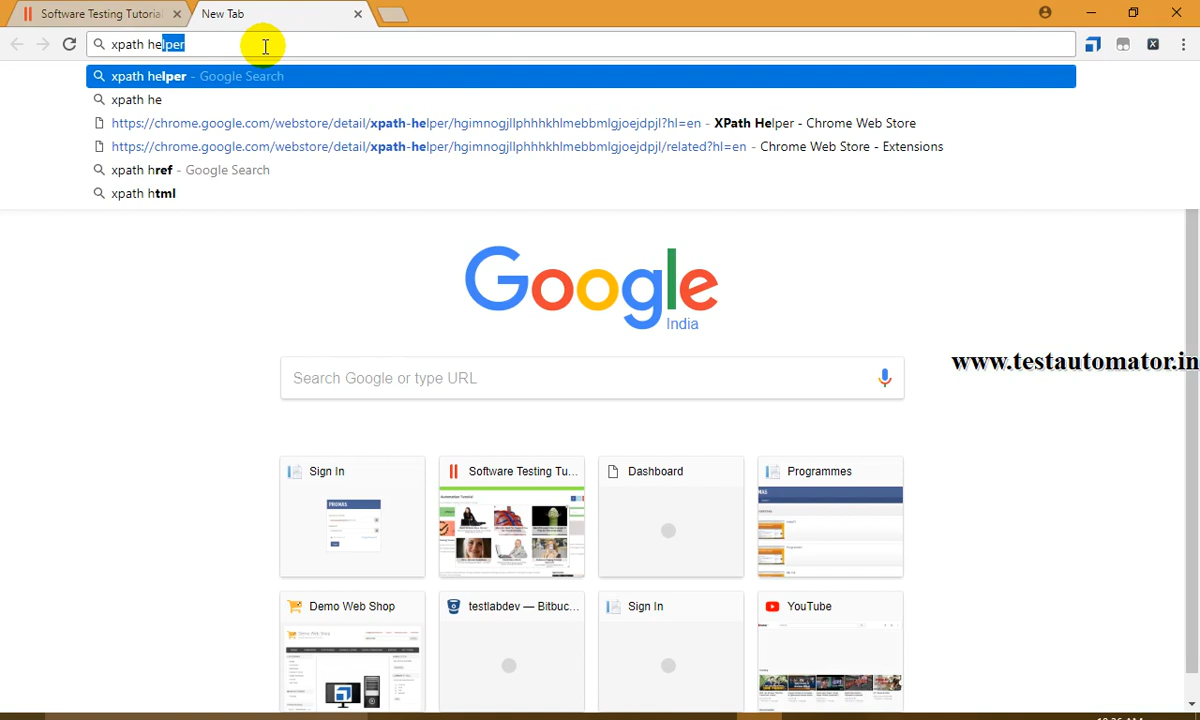 Software Testing Tutorial
New Tab
xpath helper
xpath helper - Google Search
xpath he
https://chrome.google.com/webstore/detail/xpath-helper/hgimnogjllphhhkhlmebbmlgjoejdpjl?hl=en - XPath Helper - Chrome Web Store
https://chrome.google.com/webstore/detail/xpath-helper/hgimnogjllphhhkhlmebbmlgjoejdpjl/related?hl=en - Chrome Web Store - Extensions
xpath href - Google Search
xpath html
Google
India
www.testautomator.in
Search Google or type URL
Sign In
Software Testing Tu...
Dashboard
Programmes
Demo Web Shop
testlabdev — Bitbuc...
Sign In
YouTube